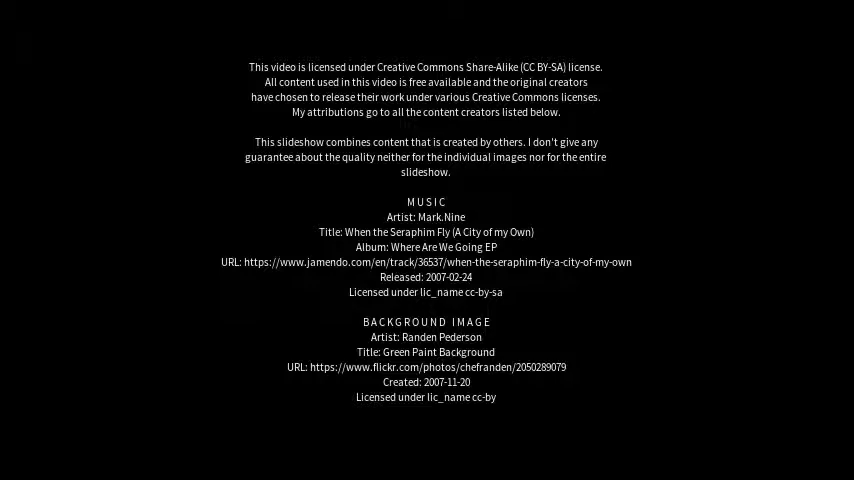 This video is licensed under Creative Commons Share-Alike (CC BY-SA) license.
All content used in this video is free available and the original creators
have chosen to release their work under various Creative Commons licenses.
My attributions go to all the content creators listed below.
This slideshow combines content that is created by others. I don't give any
guarantee about the quality neither for the individual images nor for the entire
slideshow.
MUSIC
Artist: Mark.Nine
Title: When the Seraphim Fly (A City of my Own)
Album: Where Are We Going EP
URL: https://www.jamendo.com/en/track/36537/when-the-seraphim-fly-a-city-of-my-own
Released: 2007-02-24
Licensed under lic_name cc-by-sa
BACKGROUND IMAGE
Artist: Randen Pederson
Title: Green Paint Background
URL: https://www.flickr.com/photos/chefranden/2050289079
Created: 2007-11-20
Licensed under lic_name cc-by